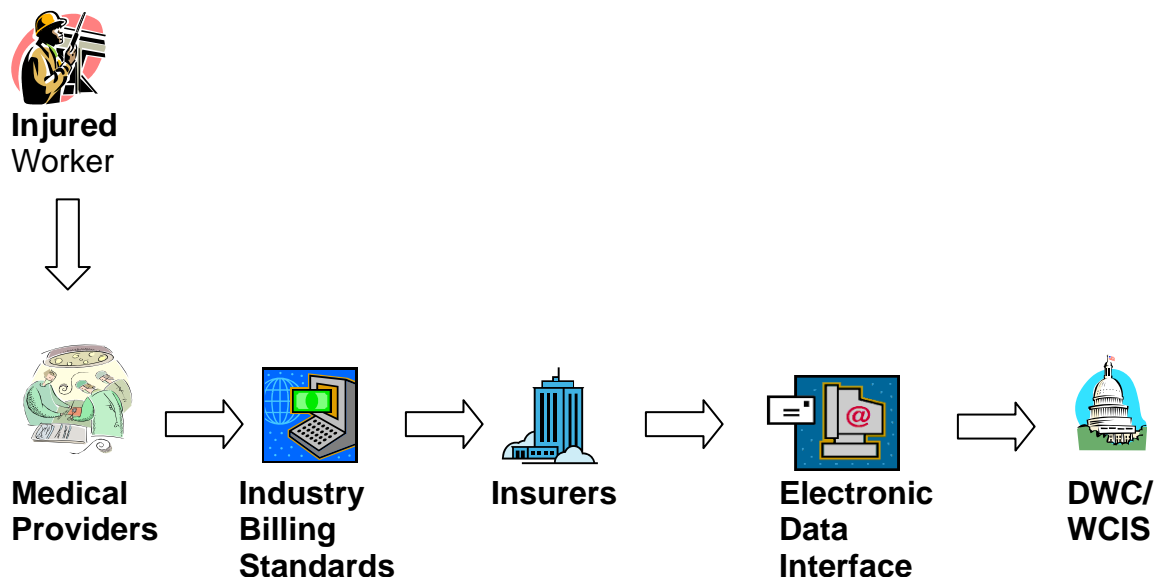 Injured
Worker
Medical
Providers
Industry
Billing
Standards
Insurers
Electronic
Data
Interface
DWC/
WCIS
@